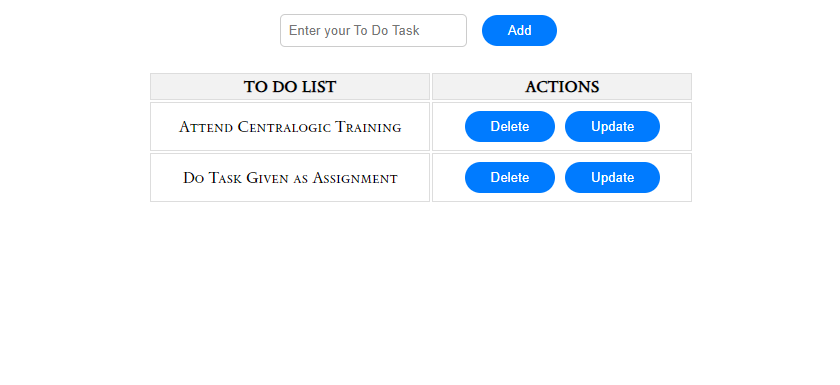 Enter your To Do Task Add
TO DO LIST ACTIONS
Attend Centralogic Training Delete Update
Do Task Given as Assignment Delete Update